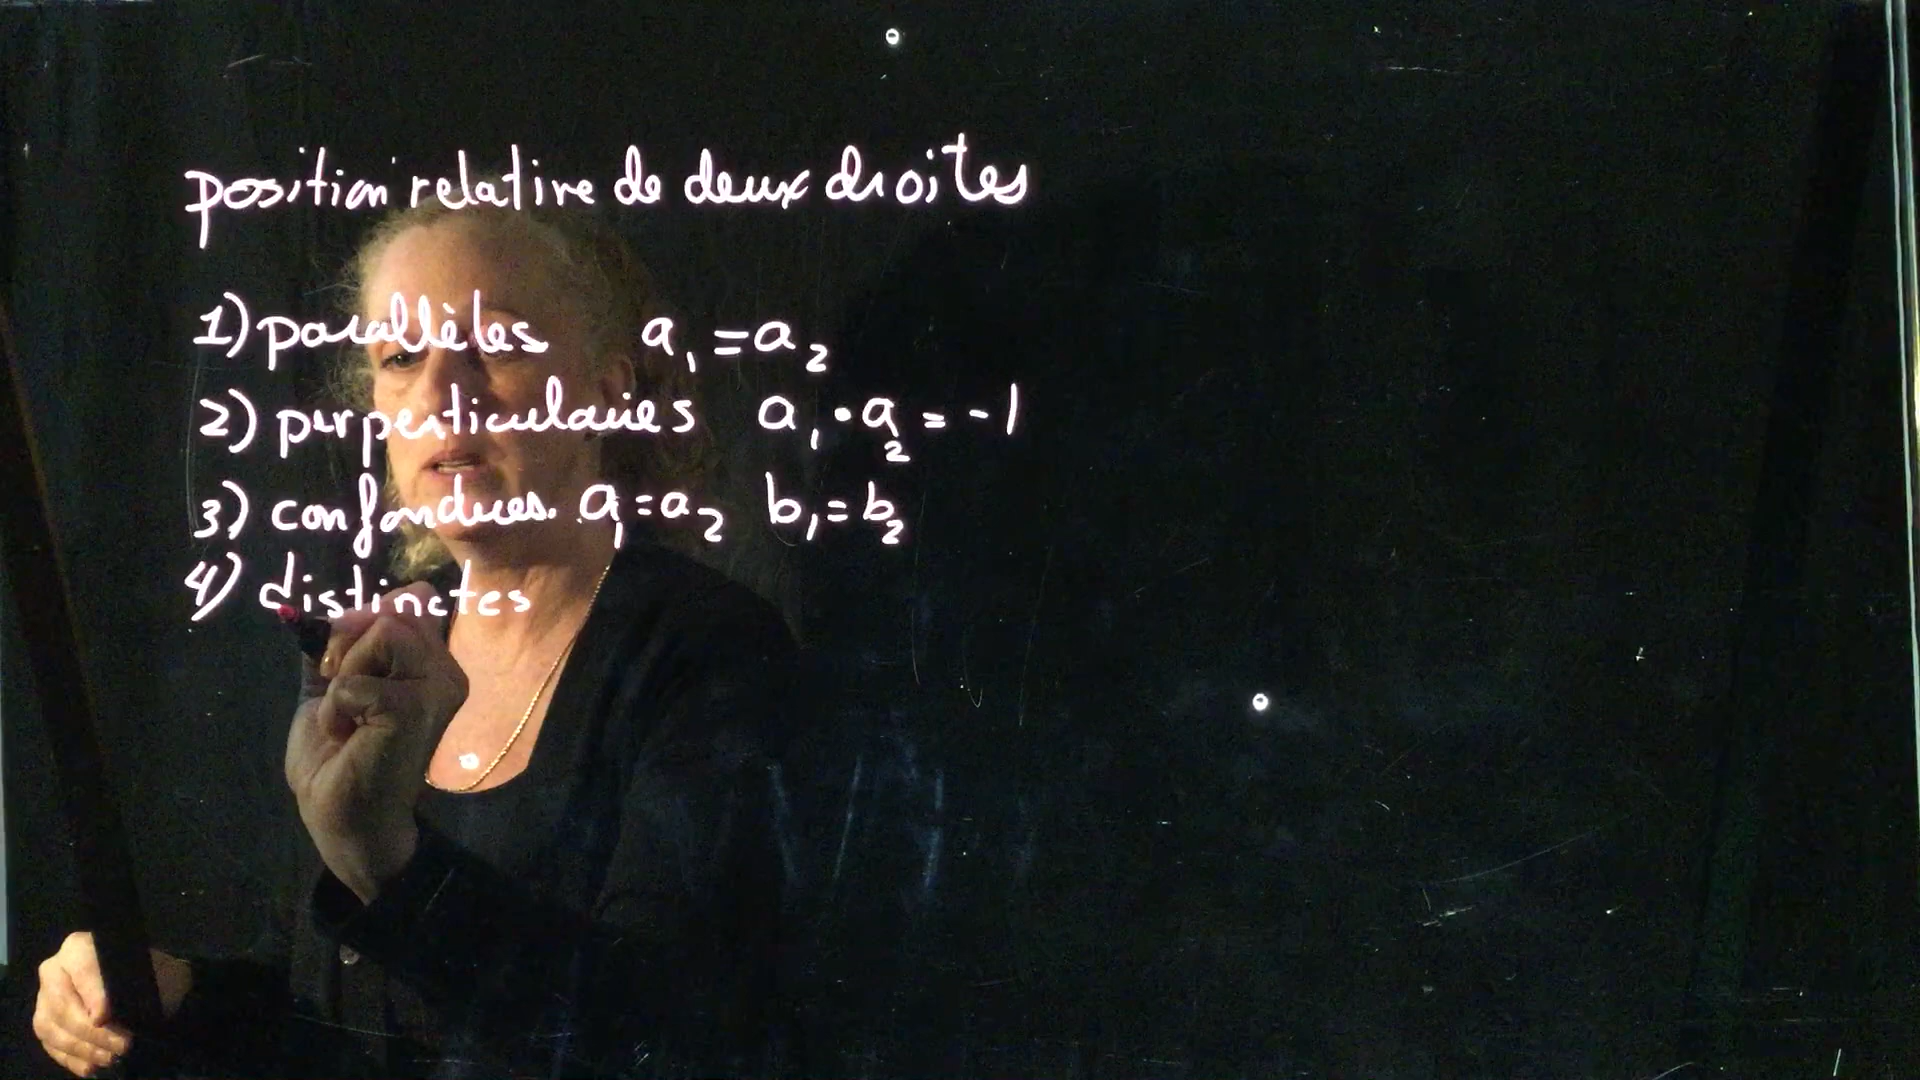 position relative de deux droites
1) parallèles a₁ = a₂
2) perpenticulaires a₁ • a₂ = -1
3) confondues. a₁ = a₂ b₁ = b₂
4) distinctes